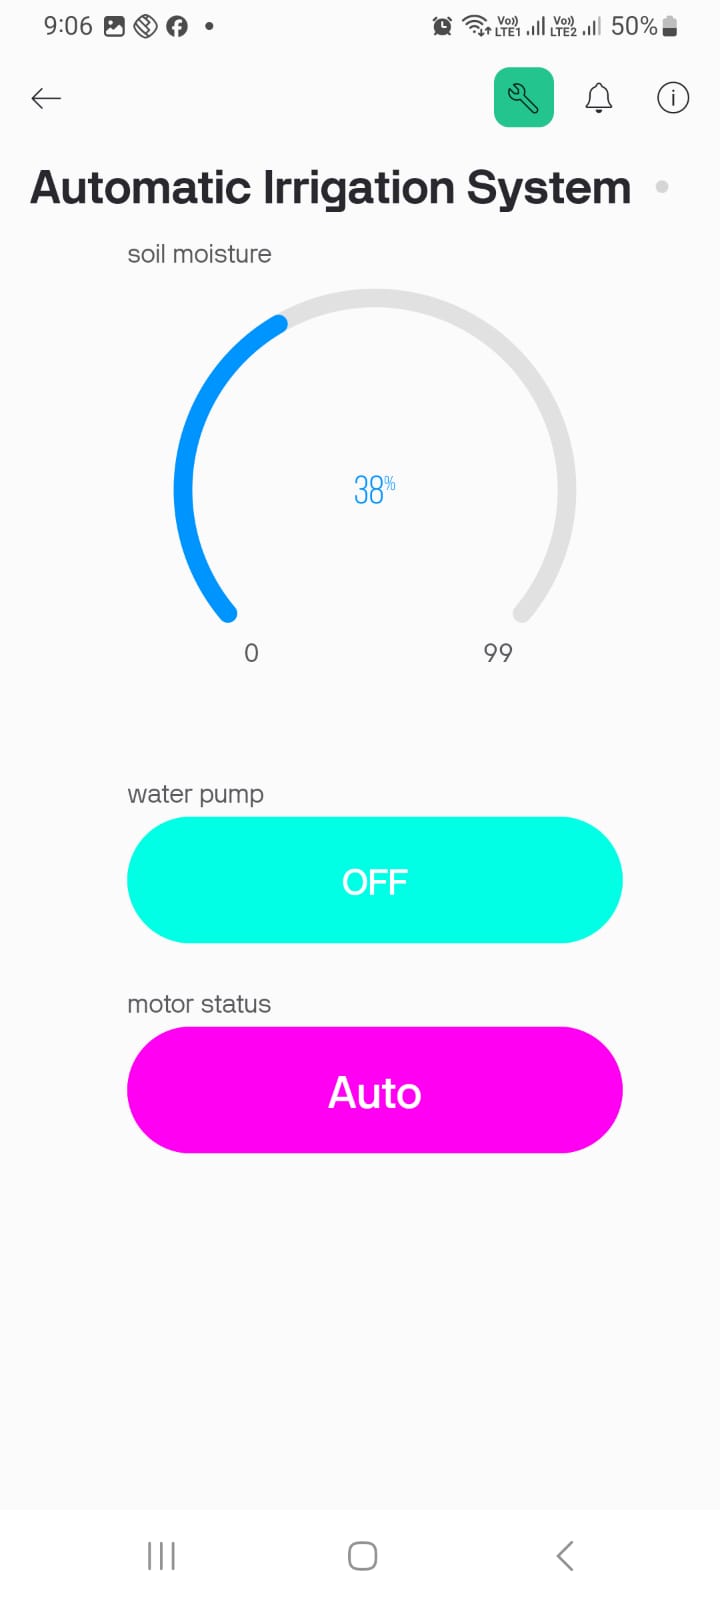 9:06
Vo)) LTE1 Vo)) LTE2 50%
Automatic Irrigation System
soil moisture
38%
0 99
water pump
OFF
motor status
Auto